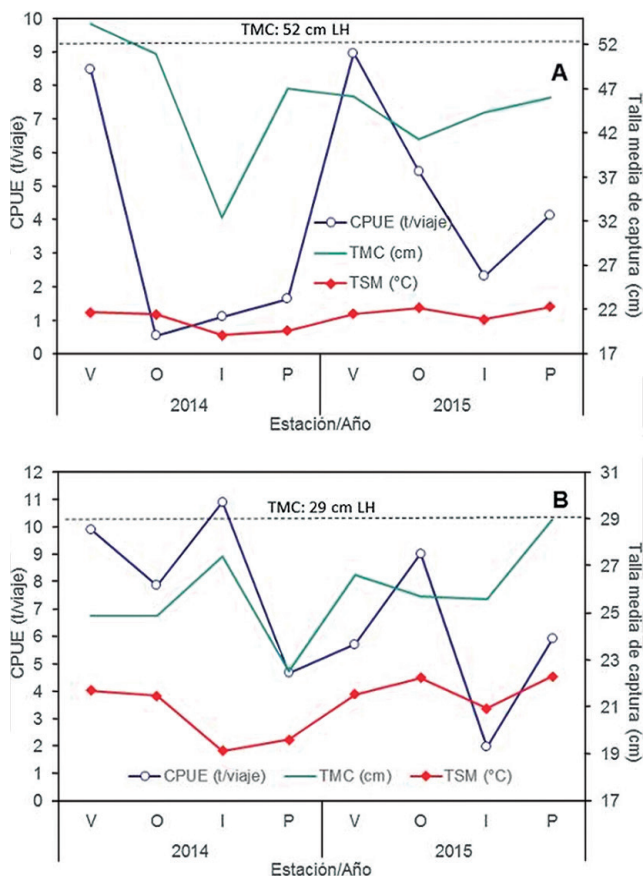 TMC: 52 cm LH
A
10
9
8
7
6
5
4
3
2
1
0
CPUE (t/viaje)
52
47
42
37
32
27
22
17
Talla media de captura (cm)
CPUE (t/viaje)
TMC (cm)
TSM (°C)
V O I P V O I P
2014 2015
Estación/Año
B
TMC: 29 cm LH
12
11
10
9
8
7
6
5
4
3
2
1
0
CPUE (t/viaje)
31
29
27
25
23
21
19
17
Talla media de captura (cm)
CPUE (t/viaje) TMC (cm) TSM (°C)
V O I P V O I P
2014 2015
Estación/Año